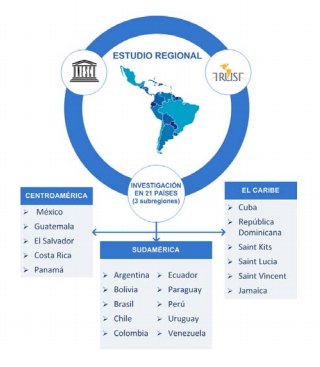 ESTUDIO REGIONAL
UNESCO
TRUST
INVESTIGACIÓN
EN 21 PAÍSES
(3 subregiones)
CENTROAMÉRICA
México
Guatemala
El Salvador
Costa Rica
Panamá
SUDAMÉRICA
Argentina
Bolivia
Brasil
Chile
Colombia
Ecuador
Paraguay
Perú
Uruguay
Venezuela
EL CARIBE
Cuba
República
Dominicana
Saint Kits
Saint Lucia
Saint Vincent
Jamaica